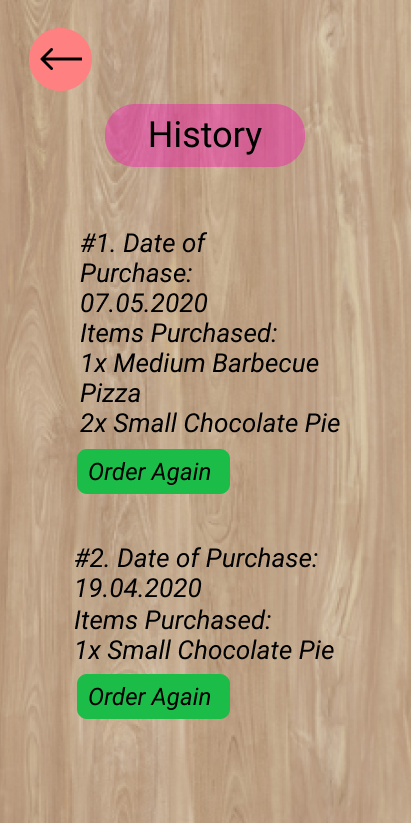 History
#1. Date of
Purchase:
07.05.2020
Items Purchased:
1x Medium Barbecue
Pizza
2x Small Chocolate Pie
Order Again
#2. Date of Purchase:
19.04.2020
Items Purchased:
1x Small Chocolate Pie
Order Again